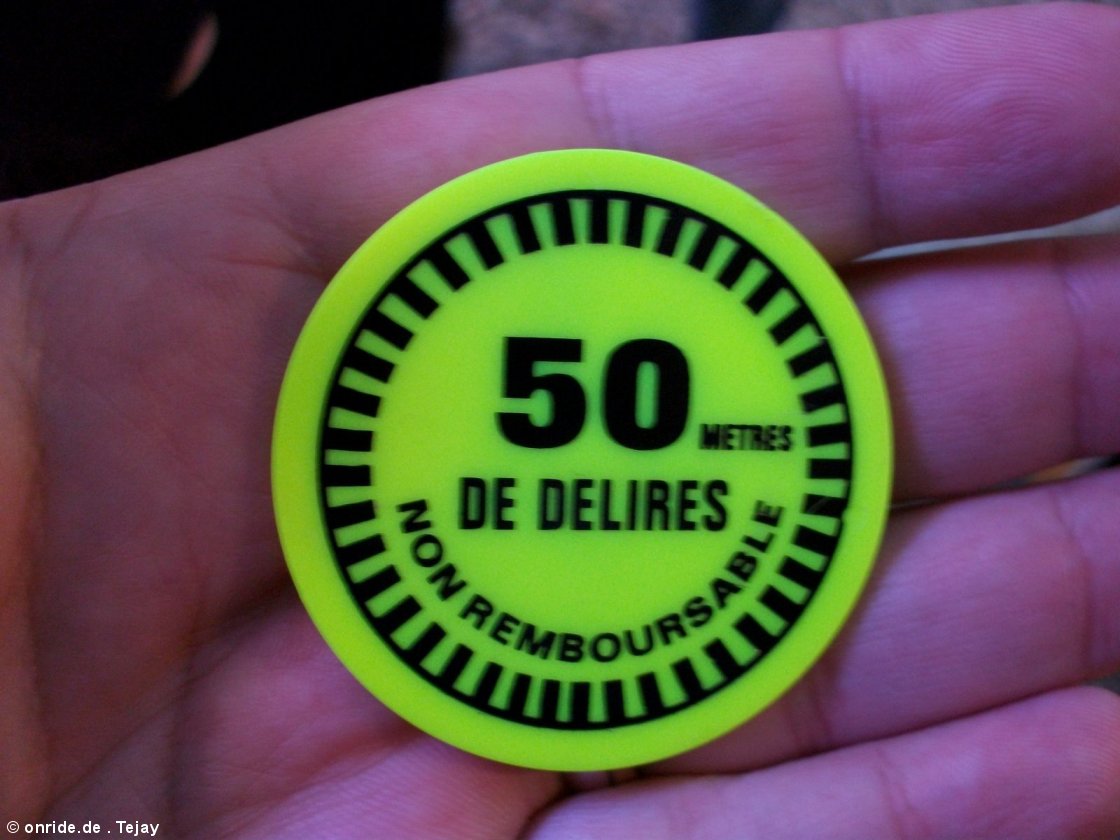 50 METRES
DE DELIRES
NON REMBOURSABLE
© onride.de . Tejay